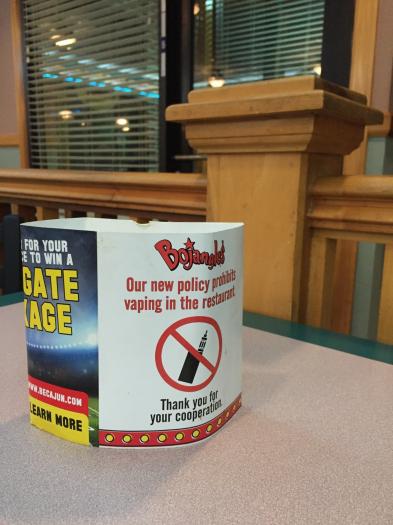 FOR YOUR
E TO WIN A
GATE
KAGE
WWW.BECAJUN.COM
LEARN MORE
Bojangles'
Our new policy prohibits
vaping in the restaurant.
Thank you for
your cooperation.